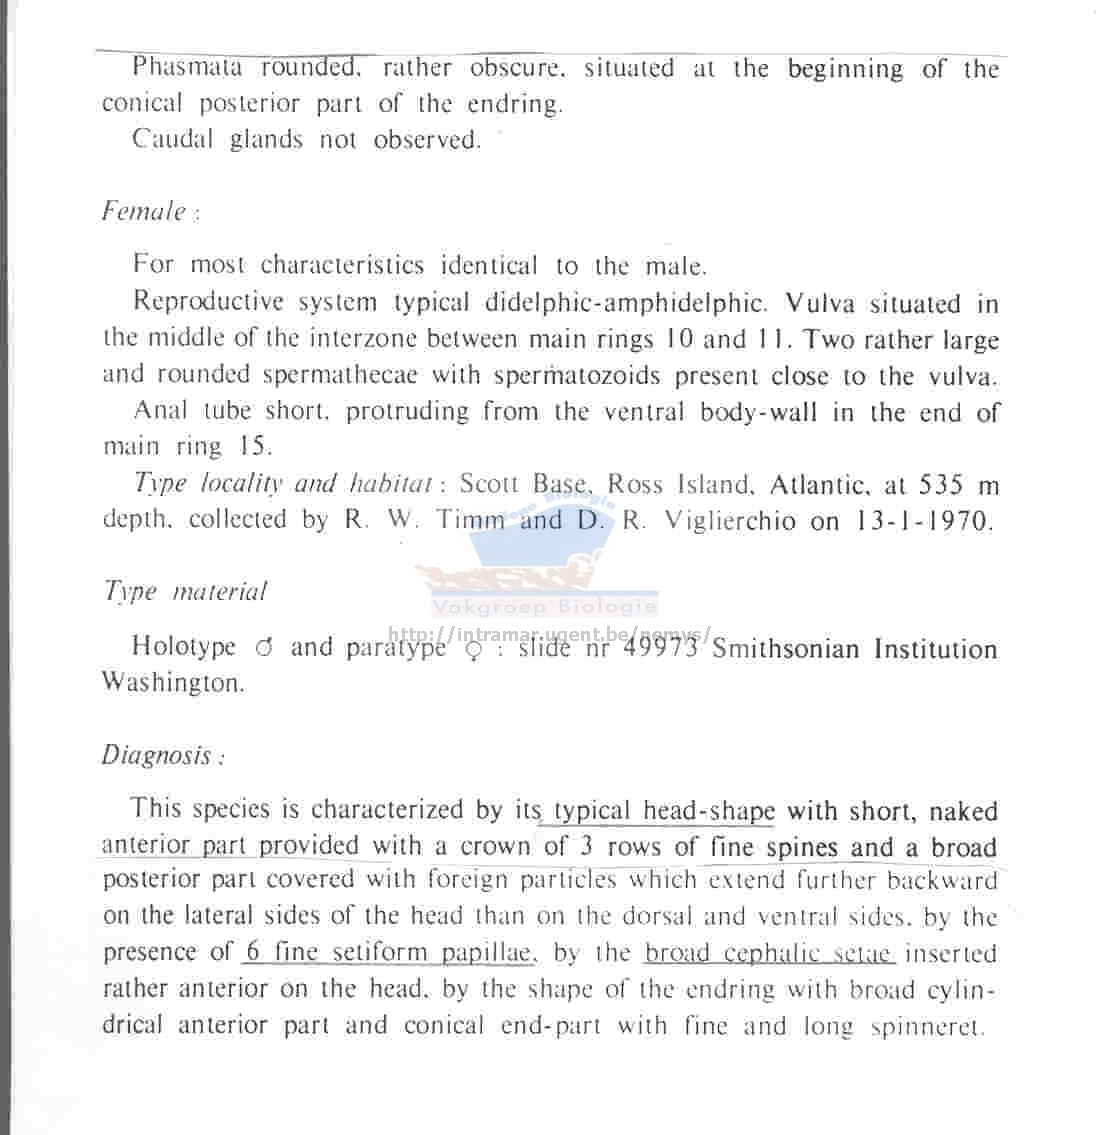 Phasmata rounded, rather obscure, situated at the beginning of the
conical posterior part of the endring.
Caudal glands not observed.
Female :
For most characteristics identical to the male.
Reproductive system typical didelphic-amphidelphic. Vulva situated in
the middle of the interzone between main rings 10 and 11. Two rather large
and rounded spermathecae with spermatozoids present close to the vulva.
Anal tube short, protruding from the ventral body-wall in the end of
main ring 15.
Type locality and habitat : Scott Base, Ross Island, Atlantic, at 535 m
depth, collected by R. W. Timm and D. R. Viglierchio on 13-1-1970.
Type material
Vakgroep Biologie
http://intramar.ugent.be/nemys/
Holotype ♂ and paratype ♀ : slide nr 49973 Smithsonian Institution
Washington.
Diagnosis :
This species is characterized by its typical head-shape with short, naked
anterior part provided with a crown of 3 rows of fine spines and a broad
posterior part covered with foreign particles which extend further backward
on the lateral sides of the head than on the dorsal and ventral sides, by the
presence of 6 fine setiform papillae, by the broad cephalic setae inserted
rather anterior on the head, by the shape of the endring with broad cylin-
drical anterior part and conical end-part with fine and long spinneret.